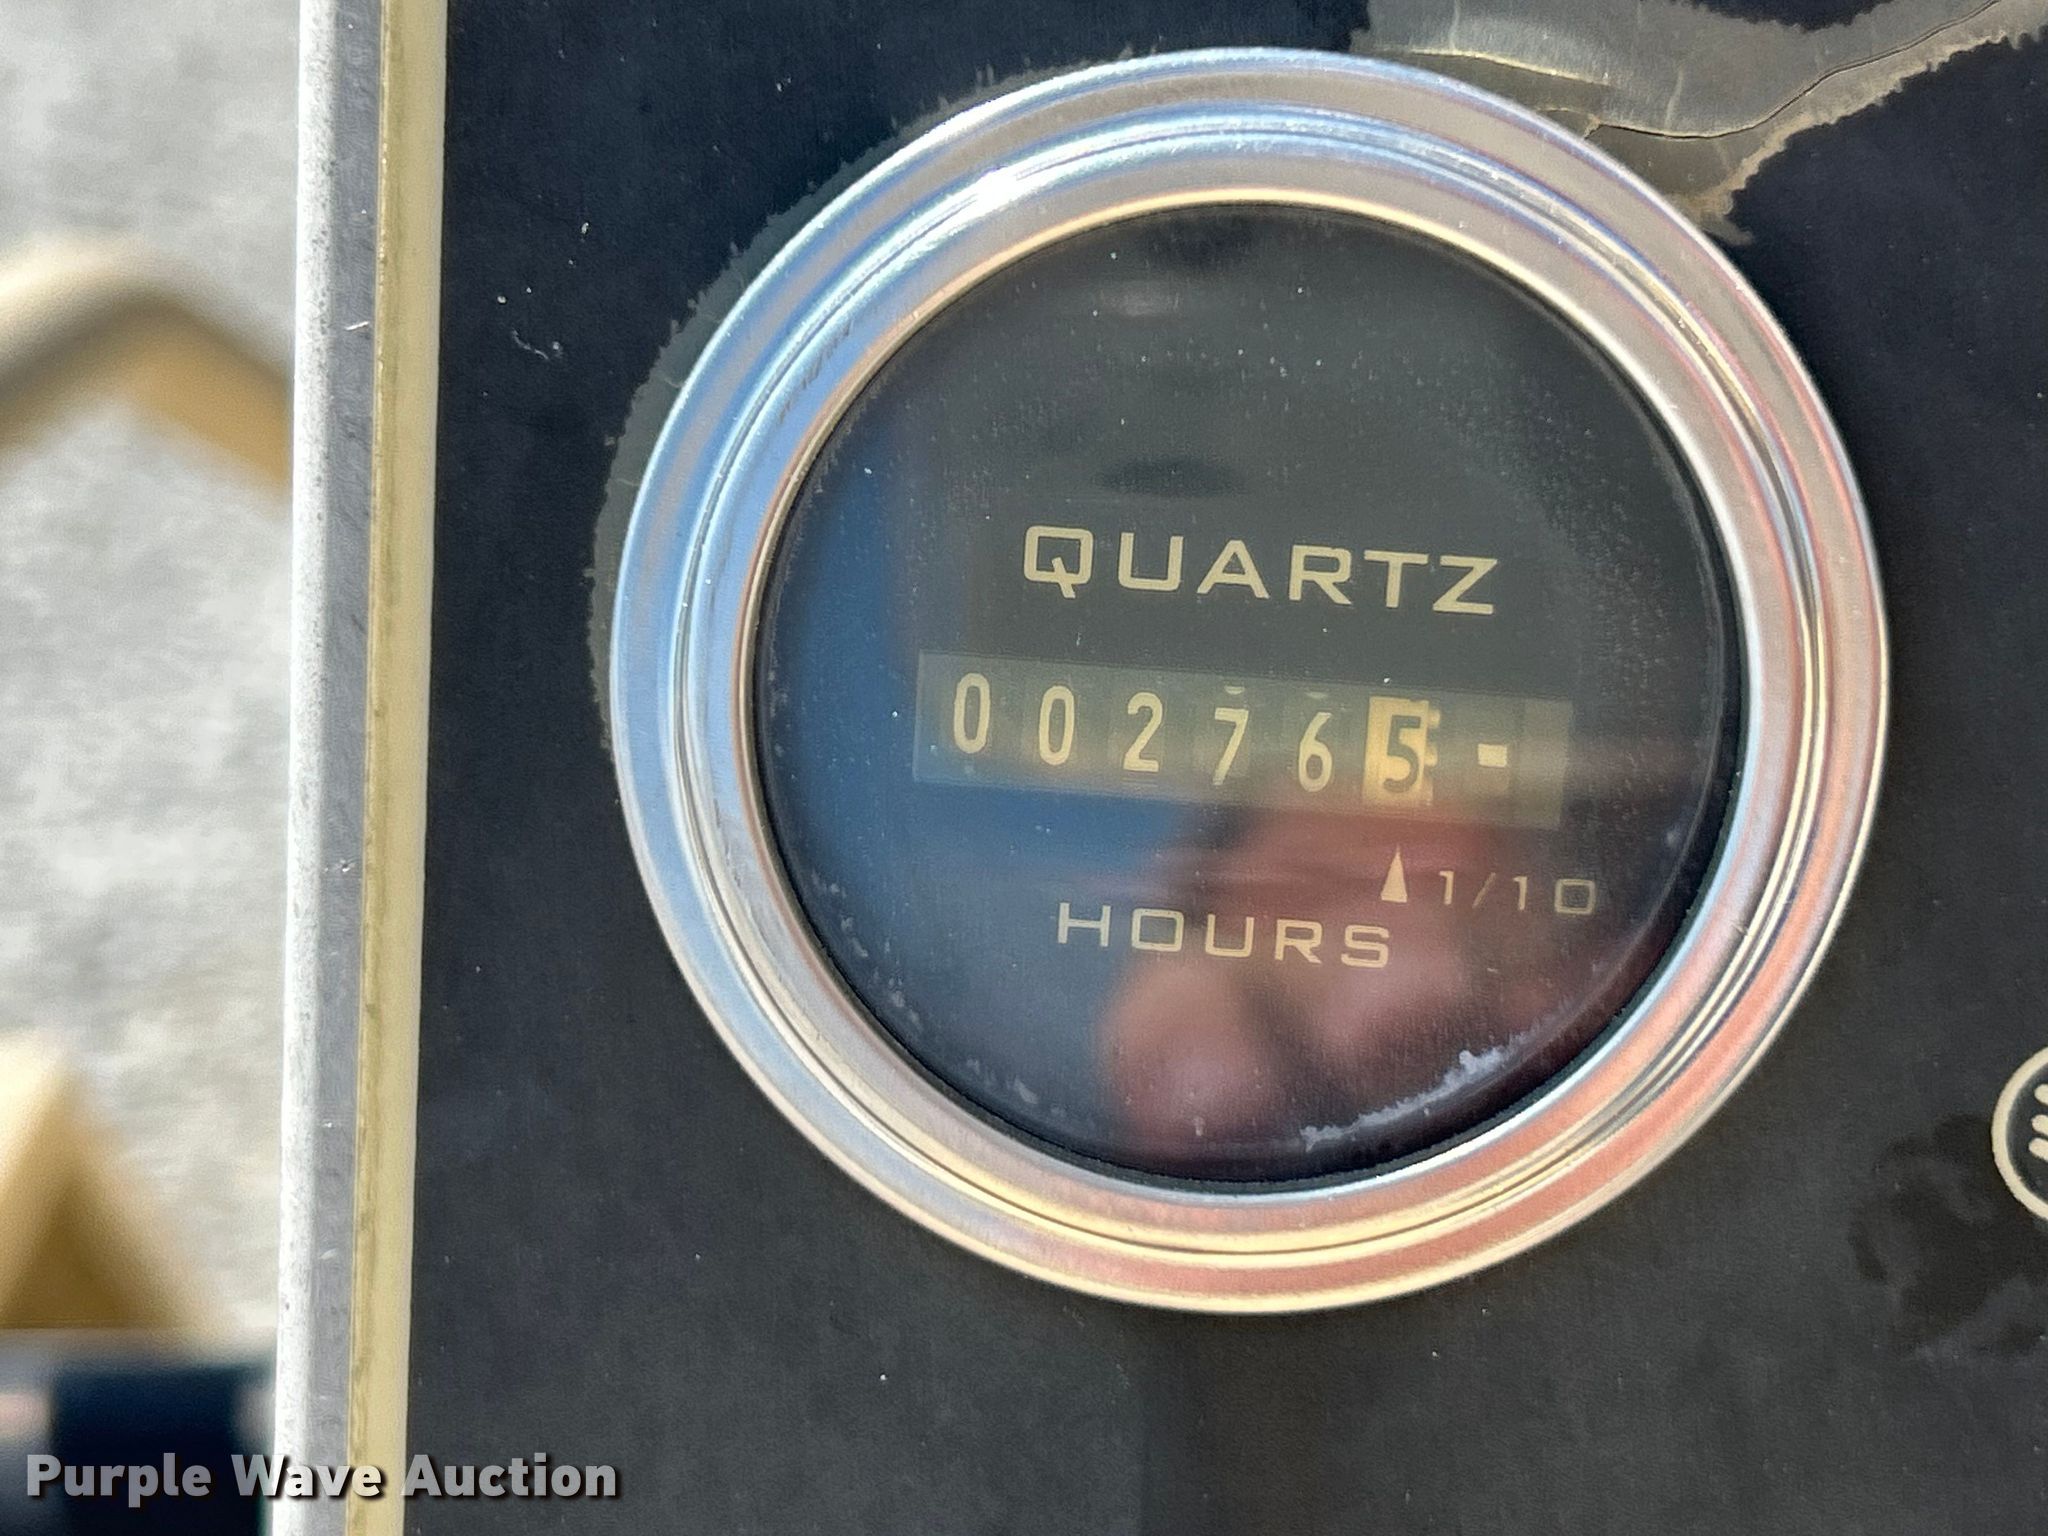 QUARTZ
002765
1/10
HOURS
Purple Wave Auction